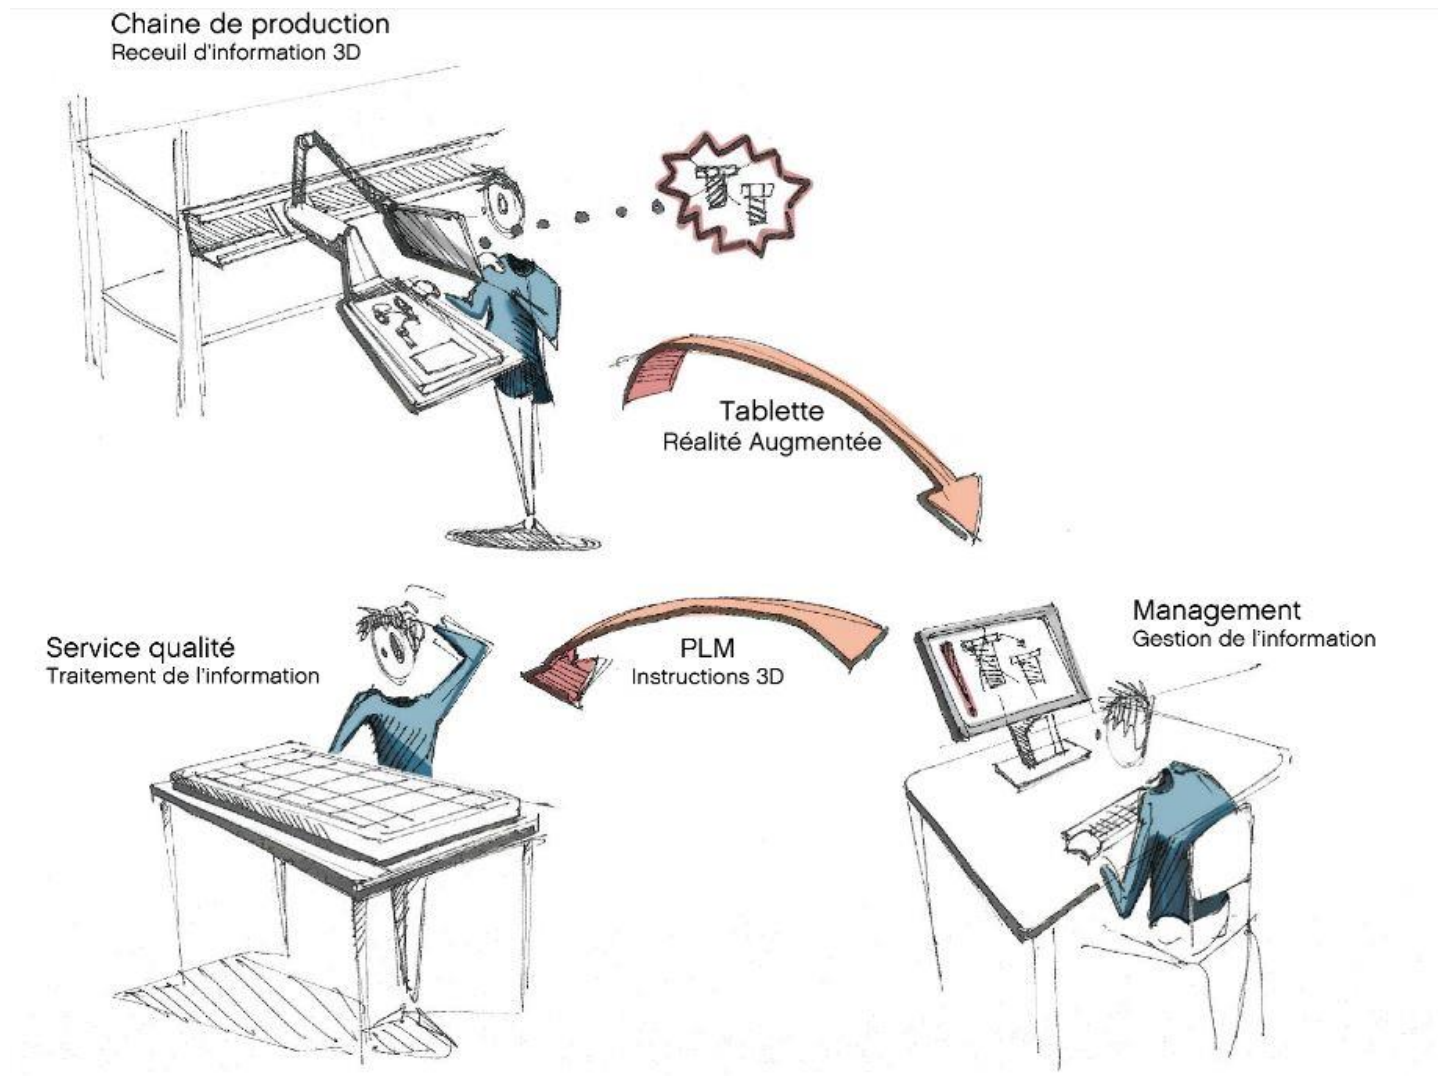 Chaine de production
Receuil d'information 3D
Tablette
Réalité Augmentée
Management
Gestion de l'information
PLM
Instructions 3D
Service qualité
Traitement de l'information